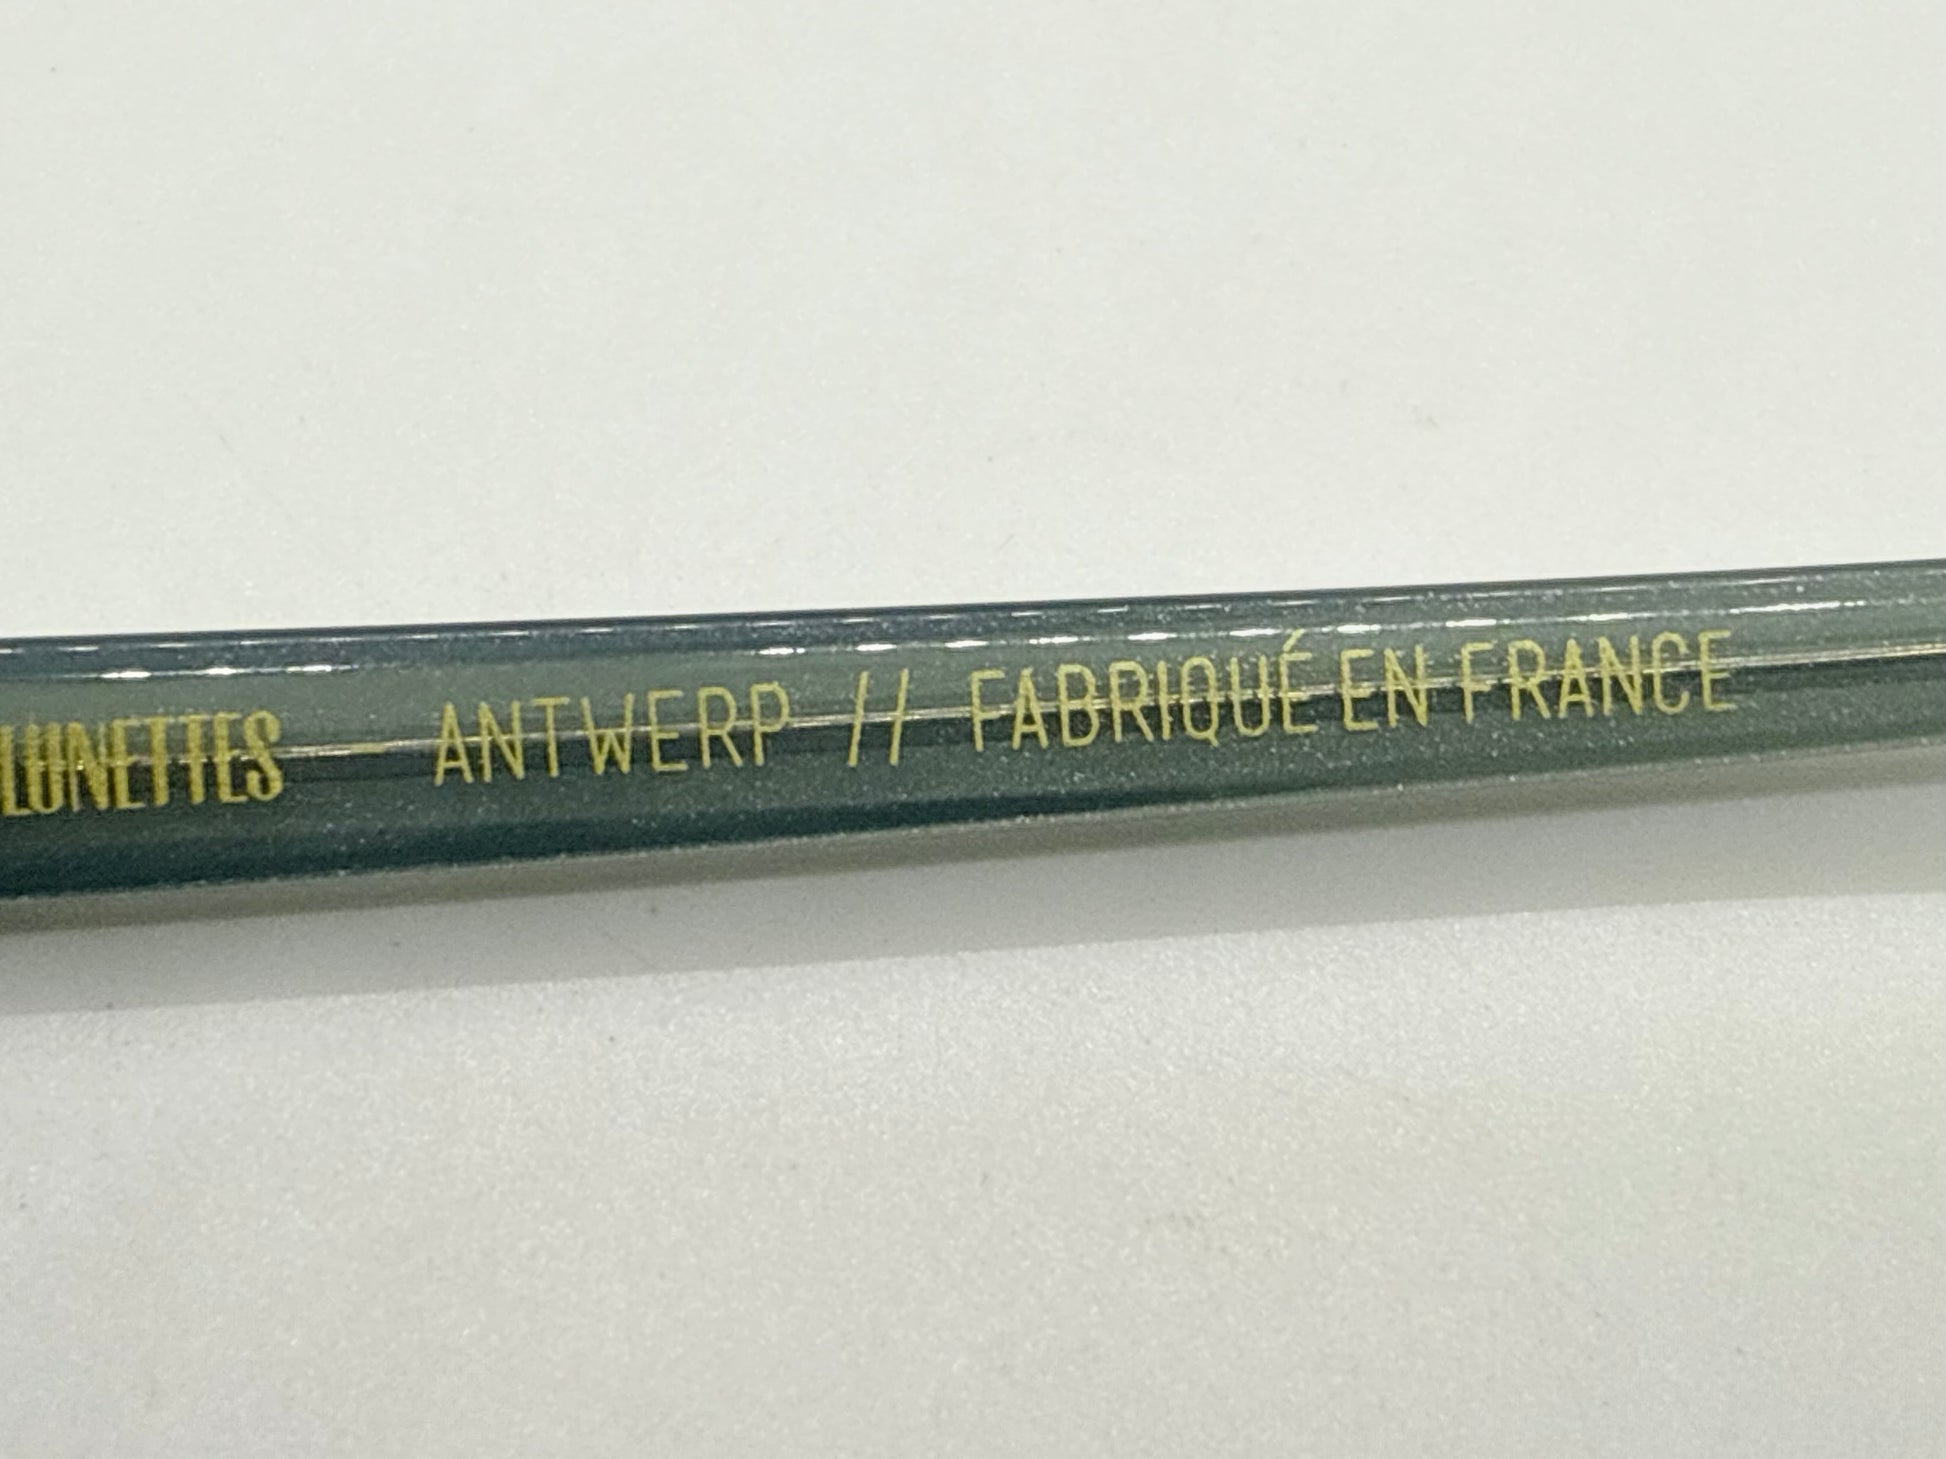 LUNETTES - ANTWERP // FABRIQUÉ EN FRANCE